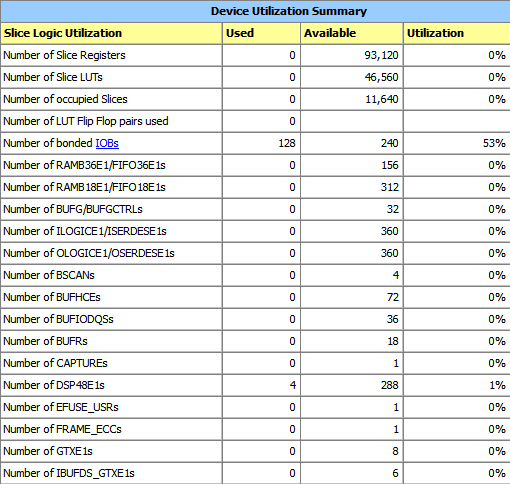 Device Utilization Summary
Slice Logic Utilization Used Available Utilization
Number of Slice Registers 0 93,120 0%
Number of Slice LUTs 0 46,560 0%
Number of occupied Slices 0 11,640 0%
Number of LUT Flip Flop pairs used 0
Number of bonded IOBs 128 240 53%
Number of RAMB36E1/FIFO36E1s 0 156 0%
Number of RAMB18E1/FIFO18E1s 0 312 0%
Number of BUFG/BUFGCTRLs 0 32 0%
Number of ILOGICE1/ISERDESE1s 0 360 0%
Number of OLOGICE1/OSERDESE1s 0 360 0%
Number of BSCANs 0 4 0%
Number of BUFHCEs 0 72 0%
Number of BUFIODQSs 0 36 0%
Number of BUFRs 0 18 0%
Number of CAPTUREs 0 1 0%
Number of DSP48E1s 4 288 1%
Number of EFUSE_USRs 0 1 0%
Number of FRAME_ECCs 0 1 0%
Number of GTXE1s 0 8 0%
Number of IBUFDS_GTXE1s 0 6 0%